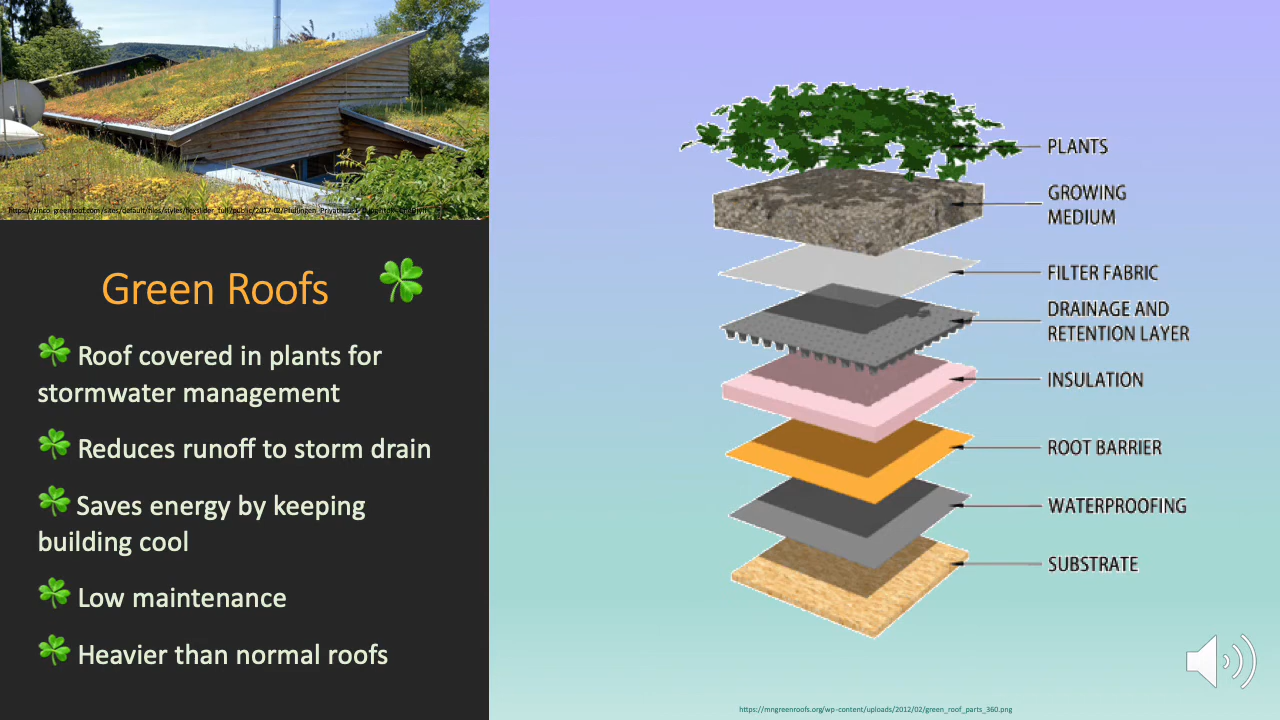 Green Roofs
Roof covered in plants for
stormwater management
Reduces runoff to storm drain
Saves energy by keeping
building cool
Low maintenance
Heavier than normal roofs
PLANTS
GROWING
MEDIUM
FILTER FABRIC
DRAINAGE AND
RETENTION LAYER
INSULATION
ROOT BARRIER
WATERPROOFING
SUBSTRATE
https://mngreenroofs.org/wp-content/uploads/2012/02/green_roof_parts_360.png